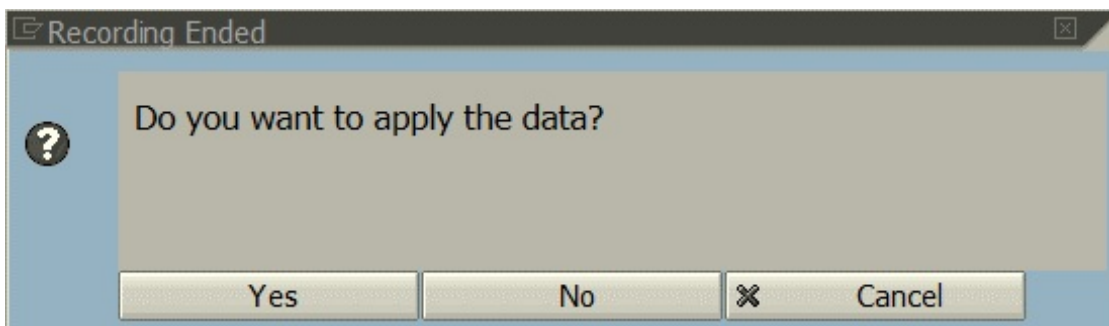 Recording Ended
Do you want to apply the data?
Yes No Cancel